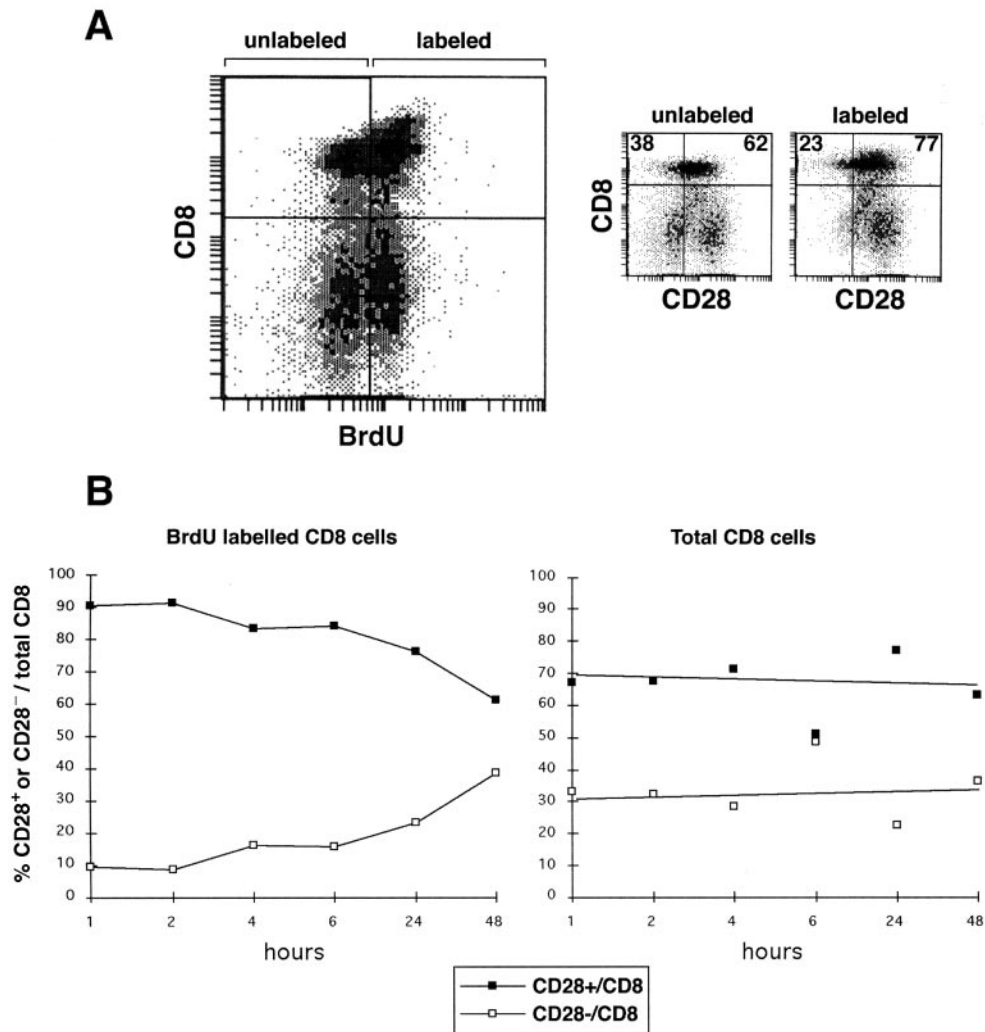 A
unlabeled labeled
CD8
BrdU
unlabeled labeled
38 62 23 77
CD8
CD28 CD28
B
BrdU labelled CD8 cells
% CD28+ or CD28− / total CD8
100
90
80
70
60
50
40
30
20
10
0
1 2 4 6 24 48
hours
Total CD8 cells
100
90
80
70
60
50
40
30
20
10
0
1 2 4 6 24 48
hours
CD28+/CD8
CD28-/CD8